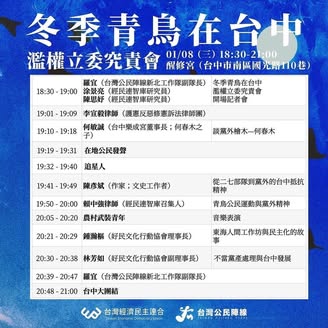 冬季青鳥在台中
濫權立委究責會
01/08 (三) 18:30-21:00
醒修宮 (台中市南區國光路110巷)
18:30 - 19:00
羅宜（台灣公民陣線新北工作隊副隊長）
涂景亮（經民連智庫研究員）
陳思妤（經民連智庫研究員）
冬季青鳥在台中
濫權立委究責會
開場記者會
19:01 - 19:09
李宣毅律師（護憲反惡修憲訴法律師團）
19:10 - 19:18
何敏誠（台中樂成宮董事長；何春木之子）
談黨外檜木—何春木
19:19 - 19:31
在地公民發聲
19:32 - 19:40
追星人
19:41 - 19:49
陳彥斌（作家；文史工作者）
從二七部隊到黨外的台中抵抗精神
19:50 - 20:00
賴中強律師（經民連智庫召集人）
青鳥公民運動與黨外精神
20:05 - 20:20
農村武裝青年
音樂表演
20:21 - 20:29
鍾瀚樞（好民文化行動協會副理事長）
東海人間工作坊與民主化的故事
20:30 - 20:38
林芳如（好民文化行動協會理事長）
不當黨產處理與台中發展
20:39 - 20:47
羅宜（台灣公民陣線新北工作隊副隊長）
20:48 - 21:00
台中大團結
台灣經濟民主連合
台灣公民陣線